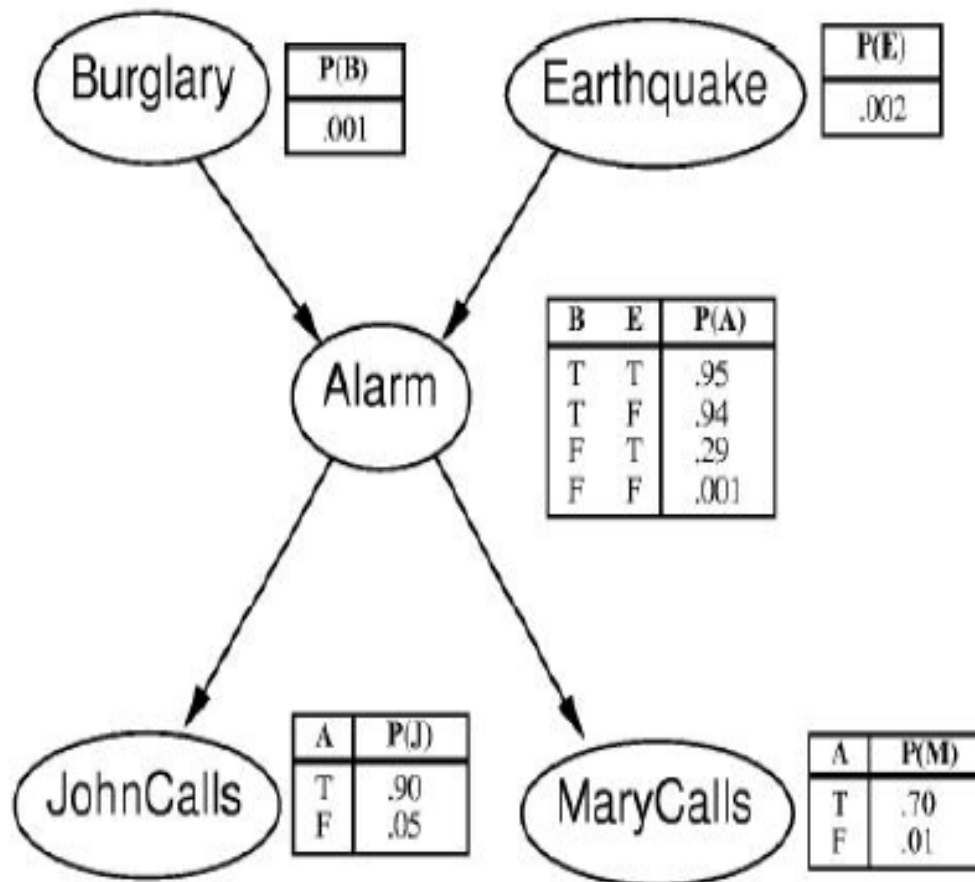 Burglary
P(B)
.001
Earthquake
P(E)
.002
Alarm
B E P(A)
T T .95
T F .94
F T .29
F F .001
JohnCalls
A P(J)
T .90
F .05
MaryCalls
A P(M)
T .70
F .01